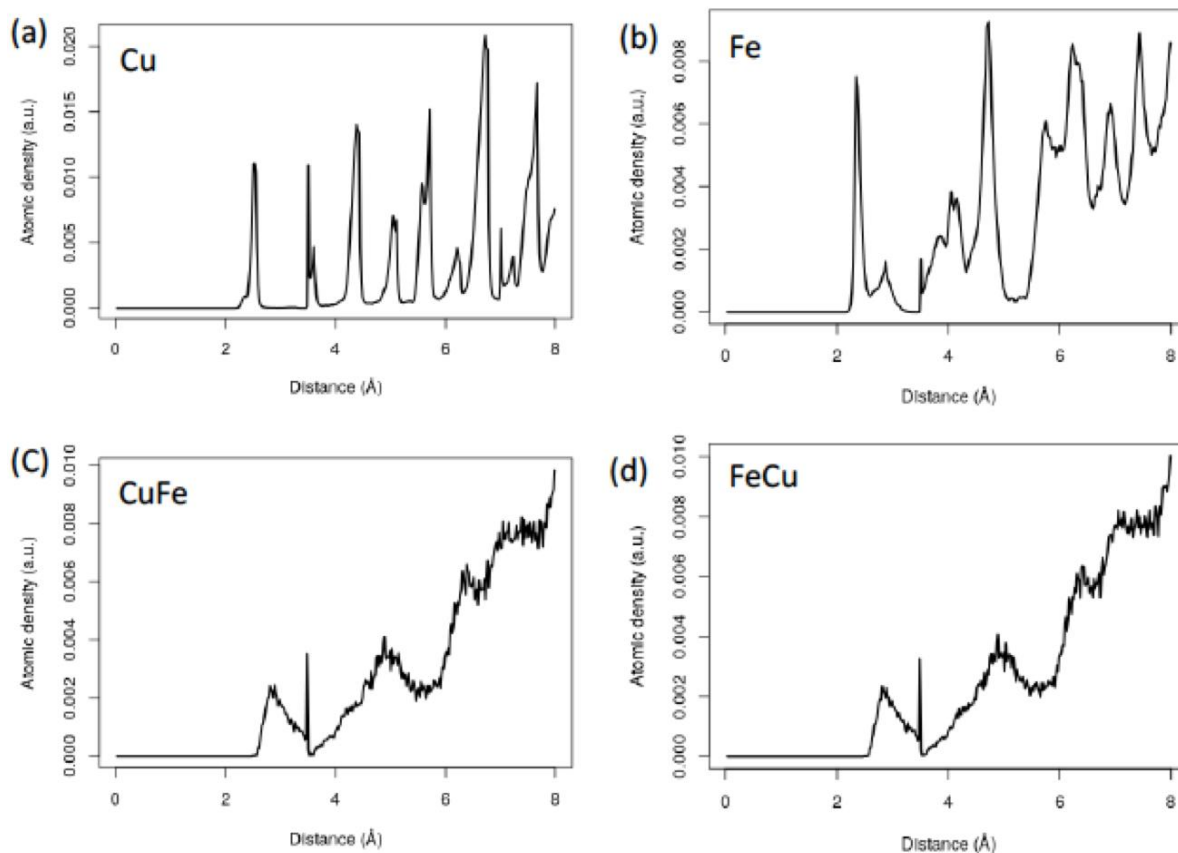 (a)
Cu
Atomic density (a.u.)
0.000 0.005 0.010 0.015 0.020
0 2 4 6 8
Distance (Å)
(b)
Fe
Atomic density (a.u.)
0.000 0.002 0.004 0.006 0.008
0 2 4 6 8
Distance (Å)
(C)
CuFe
Atomic density (a.u.)
0.000 0.002 0.004 0.006 0.008 0.010
0 2 4 6 8
Distance (Å)
(d)
FeCu
Atomic density (a.u.)
0.000 0.002 0.004 0.006 0.008 0.010
0 2 4 6 8
Distance (Å)